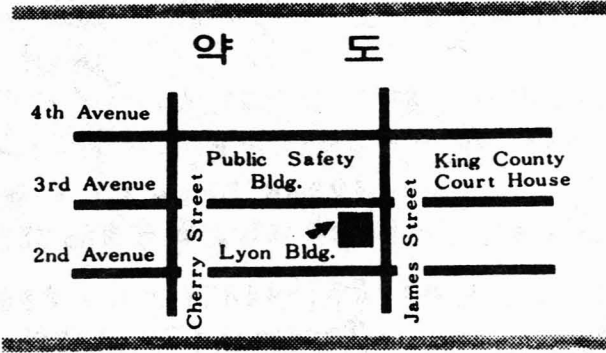 약 도
4th Avenue
Public Safety
Bldg.
King County
Court House
3rd Avenue
Cherry Street
James Street
2nd Avenue
Lyon Bldg.